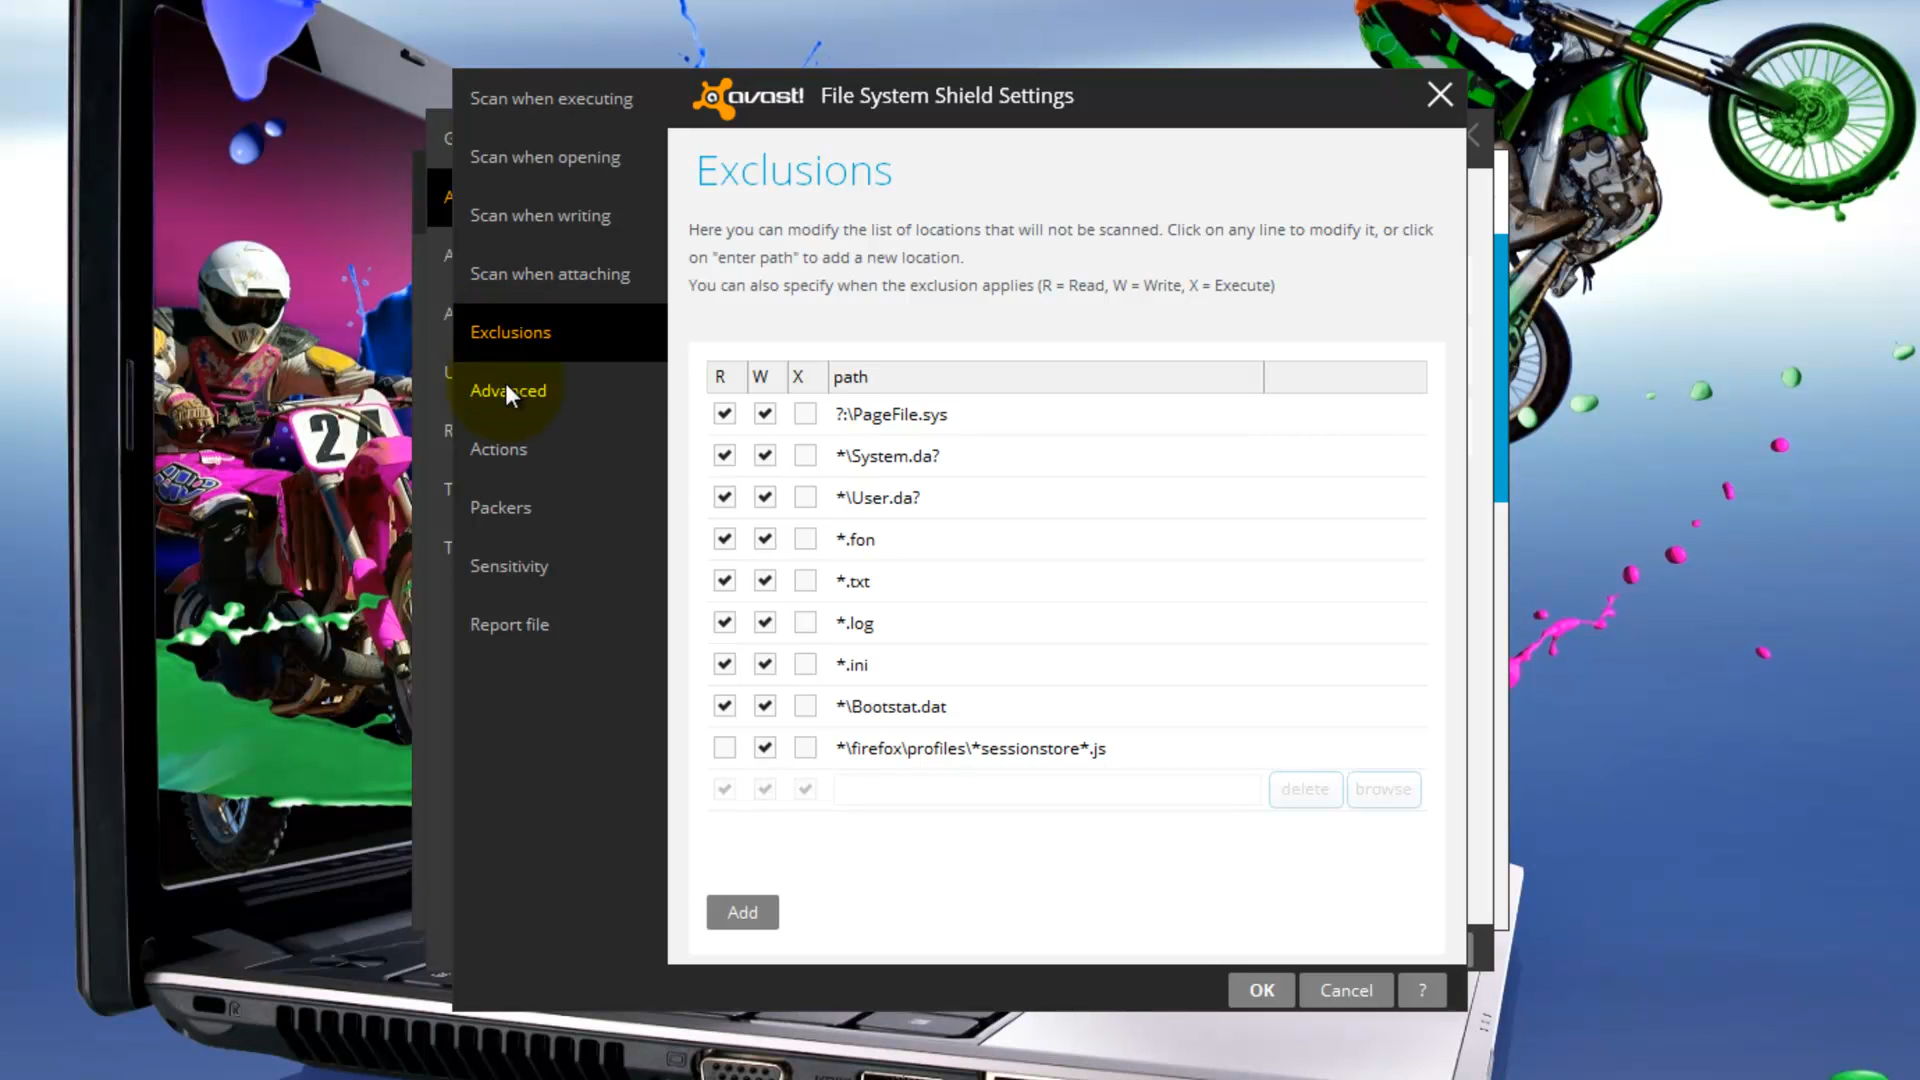 Scan when executing
avast! File System Shield Settings
Scan when opening
Scan when writing
Scan when attaching
Exclusions
Advanced
Actions
Packers
Sensitivity
Report file
Exclusions
Here you can modify the list of locations that will not be scanned. Click on any line to modify it, or click
on "enter path" to add a new location.
You can also specify when the exclusion applies (R = Read, W = Write, X = Execute)
R W X path
?:\PageFile.sys
*\System.da?
*\User.da?
*.fon
*.txt
*.log
*.ini
*\Bootstat.dat
*\firefox\profiles\*sessionstore*.js
delete browse
Add
OK Cancel ?